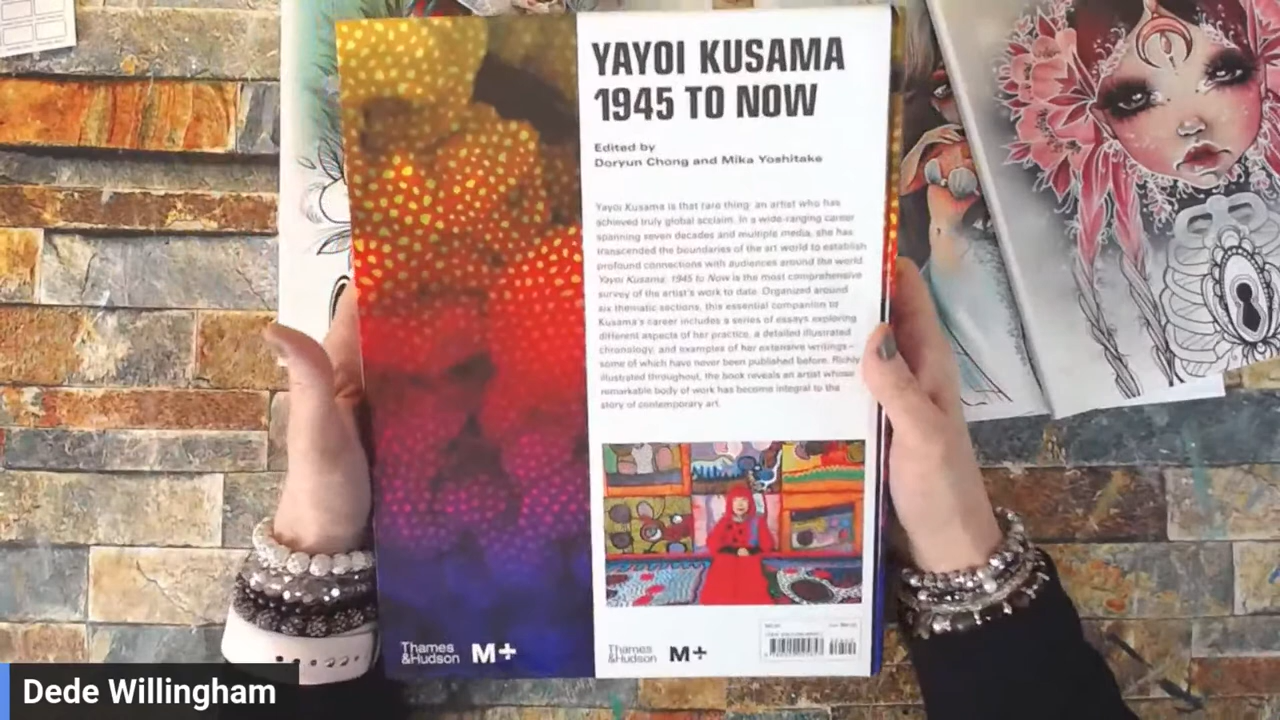 YAYOI KUSAMA
1945 TO NOW
Edited by
Doryun Chong and Mika Yoshitake
Yayoi Kusama is that rare thing: an artist who has
achieved truly global acclaim. In a wide-ranging career
spanning seven decades and multiple media, she has
transcended the boundaries of the art world to establish
profound connections with audiences around the world.
Yayoi Kusama: 1945 to Now is the most comprehensive
survey of the artist's work to date. Organized around
six thematic sections, this essential companion to
Kusama's career includes a series of essays exploring
different aspects of her practice, a detailed illustrated
chronology, and examples of her extensive writings –
some of which have never been published before. Richly
illustrated throughout, the book reveals an artist whose
remarkable body of work has become integral to the
story of contemporary art.
Thames
&Hudson M+
Thames
&Hudson M+
Dede Willingham